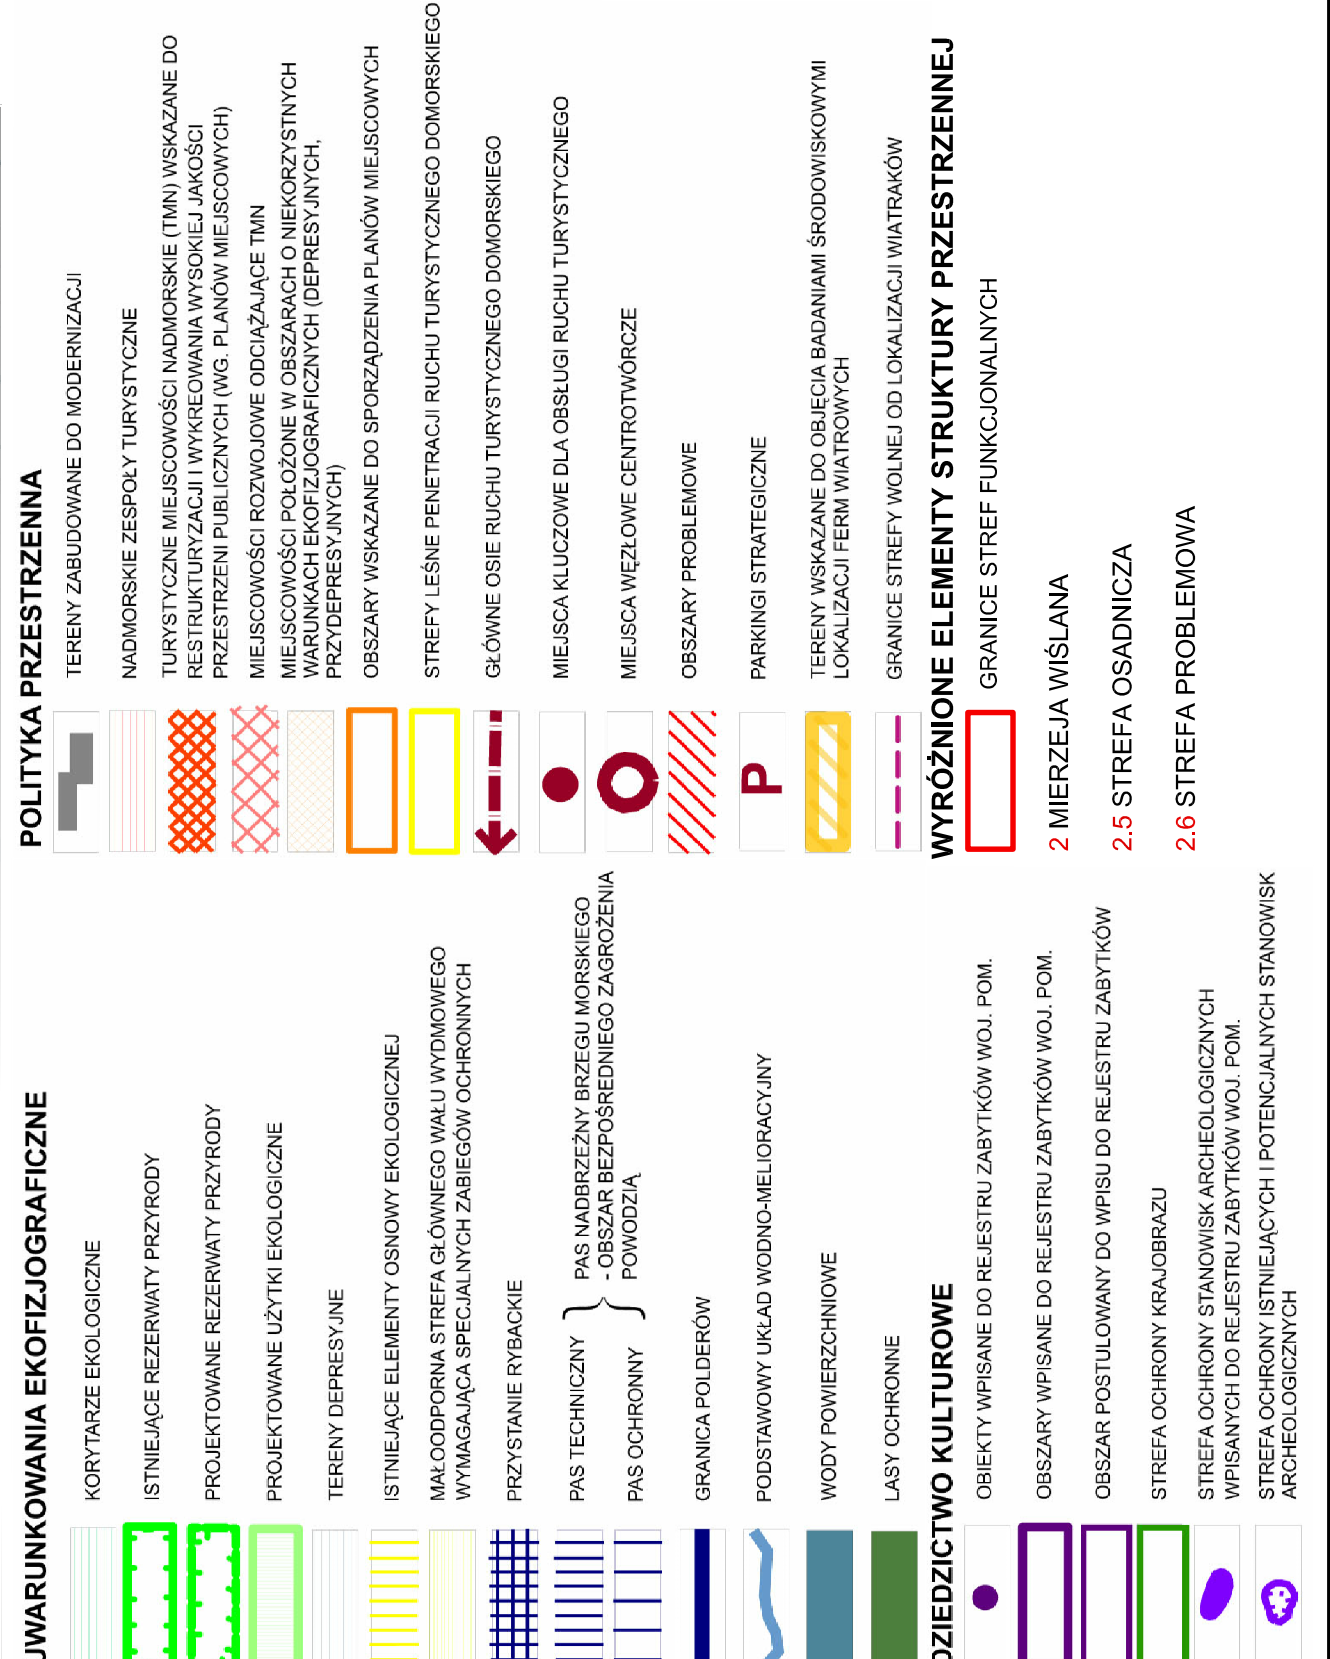 UWARUNKOWANIA EKOFIZJOGRAFICZNE
KORYTARZE EKOLOGICZNE
ISTNIEJĄCE REZERWATY PRZYRODY
PROJEKTOWANE REZERWATY PRZYRODY
PROJEKTOWANE UŻYTKI EKOLOGICZNE
TERENY DEPRESYJNE
ISTNIEJĄCE ELEMENTY OSNOWY EKOLOGICZNEJ
MAŁOODPORNA STREFA GŁÓWNEGO WAŁU WYDMOWEGO
WYMAGAJĄCA SPECJALNYCH ZABIEGÓW OCHRONNYCH
PRZYSTANIE RYBACKIE
PAS TECHNICZNY
PAS OCHRONNY
PAS NADBRZEŻNY BRZEGU MORSKIEGO
- OBSZAR BEZPOŚREDNIEGO ZAGROŻENIA
POWODZIĄ
GRANICA POLDERÓW
PODSTAWOWY UKŁAD WODNO-MELIORACYJNY
WODY POWIERZCHNIOWE
LASY OCHRONNE
DZIEDZICTWO KULTUROWE
OBIEKTY WPISANE DO REJESTRU ZABYTKÓW WOJ. POM.
OBSZARY WPISANE DO REJESTRU ZABYTKÓW WOJ. POM.
OBSZAR POSTULOWANY DO WPISU DO REJESTRU ZABYTKÓW
STREFA OCHRONY KRAJOBRAZU
STREFA OCHRONY STANOWISK ARCHEOLOGICZNYCH
WPISANYCH DO REJESTRU ZABYTKÓW WOJ. POM.
STREFA OCHRONY ISTNIEJĄCYCH I POTENCJALNYCH STANOWISK
ARCHEOLOGICZNYCH
POLITYKA PRZESTRZENNA
TERENY ZABUDOWANE DO MODERNIZACJI
NADMORSKIE ZESPOŁY TURYSTYCZNE
TURYSTYCZNE MIEJSCOWOŚCI NADMORSKIE (TMN) WSKAZANE DO
RESTRUKTURYZACJI I WYKREOWANIA WYSOKIEJ JAKOŚCI
PRZESTRZENI PUBLICZNYCH (WG. PLANÓW MIEJSCOWYCH)
MIEJSCOWOŚCI ROZWOJOWE ODCIĄŻAJĄCE TMN
MIEJSCOWOŚCI POŁOŻONE W OBSZARACH O NIEKORZYSTNYCH
WARUNKACH EKOFIZJOGRAFICZNYCH (DEPRESYJNYCH,
PRZYDEPRESYJNYCH)
OBSZARY WSKAZANE DO SPORZĄDZENIA PLANÓW MIEJSCOWYCH
STREFY LEŚNE PENETRACJI RUCHU TURYSTYCZNEGO DOMORSKIEGO
GŁÓWNE OSIE RUCHU TURYSTYCZNEGO DOMORSKIEGO
MIEJSCA KLUCZOWE DLA OBSŁUGI RUCHU TURYSTYCZNEGO
MIEJSCA WĘZŁOWE CENTROTWÓRCZE
OBSZARY PROBLEMOWE
P PARKINGI STRATEGICZNE
TERENY WSKAZANE DO OBJĘCIA BADANIAMI ŚRODOWISKOWYMI
LOKALIZACJI FERM WIATROWYCH
GRANICE STREFY WOLNEJ OD LOKALIZACJI WIATRAKÓW
WYRÓŻNIONE ELEMENTY STRUKTURY PRZESTRZENNEJ
GRANICE STREF FUNKCJONALNYCH
2 MIERZEJA WIŚLANA
2.5 STREFA OSADNICZA
2.6 STREFA PROBLEMOWA